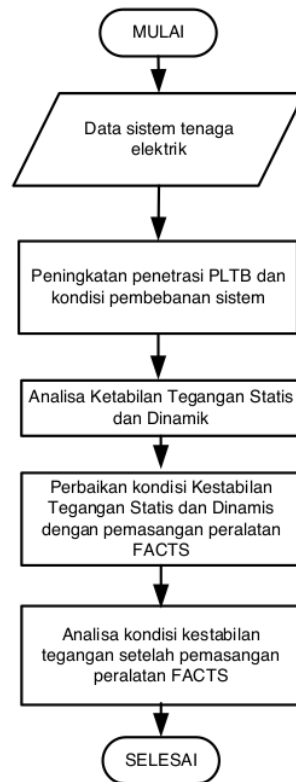 MULAI
Data sistem tenaga
elektrik
Peningkatan penetrasi PLTB dan
kondisi pembebanan sistem
Analisa Ketabilan Tegangan Statis
dan Dinamik
Perbaikan kondisi Kestabilan
Tegangan Statis dan Dinamis
dengan pemasangan peralatan
FACTS
Analisa kondisi kestabilan
tegangan setelah pemasangan
peralatan FACTS
SELESAI